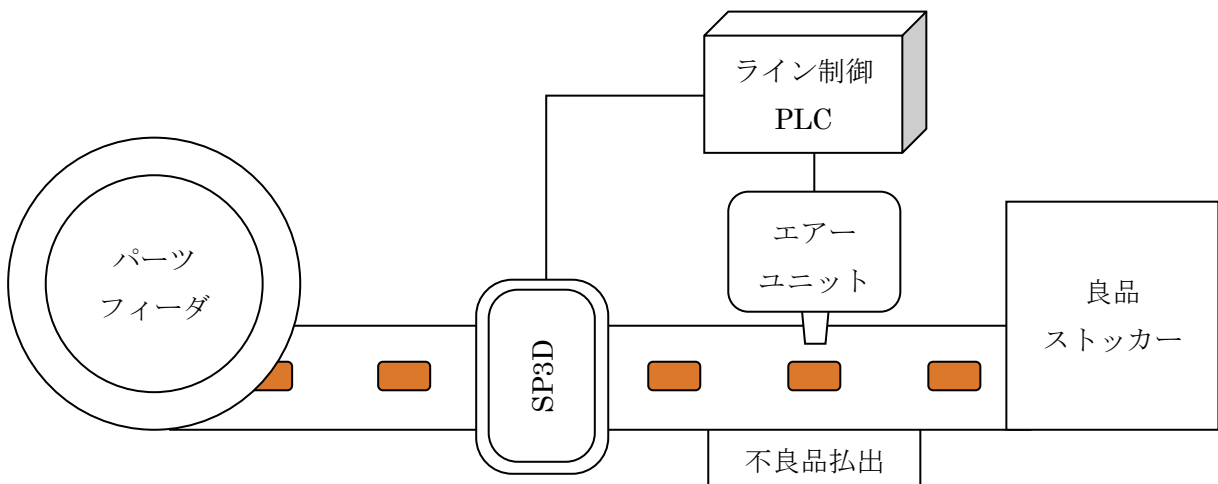 ライン制御
PLC
パーツ
フィーダ
エアー
ユニット
良品
ストッカー
SP3D
不良品払出